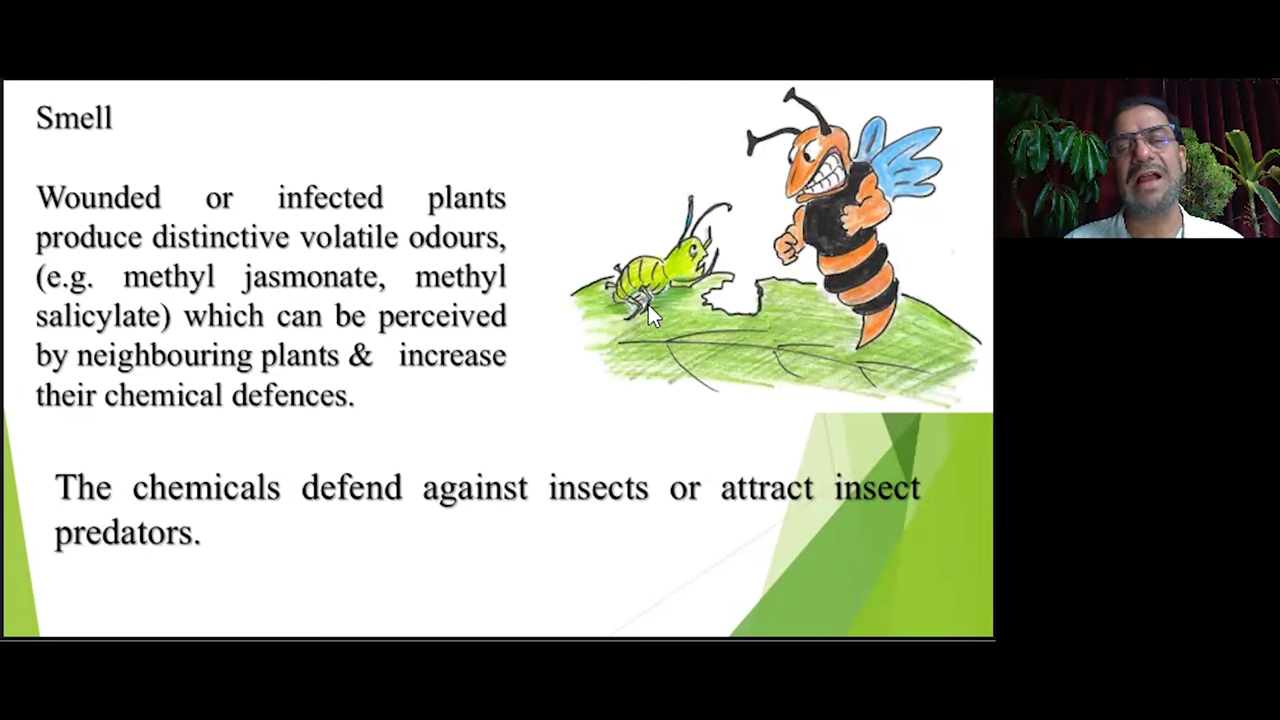 Smell
Wounded or infected plants
produce distinctive volatile odours,
(e.g. methyl jasmonate, methyl
salicylate) which can be perceived
by neighbouring plants & increase
their chemical defences.
The chemicals defend against insects or attract insect
predators.